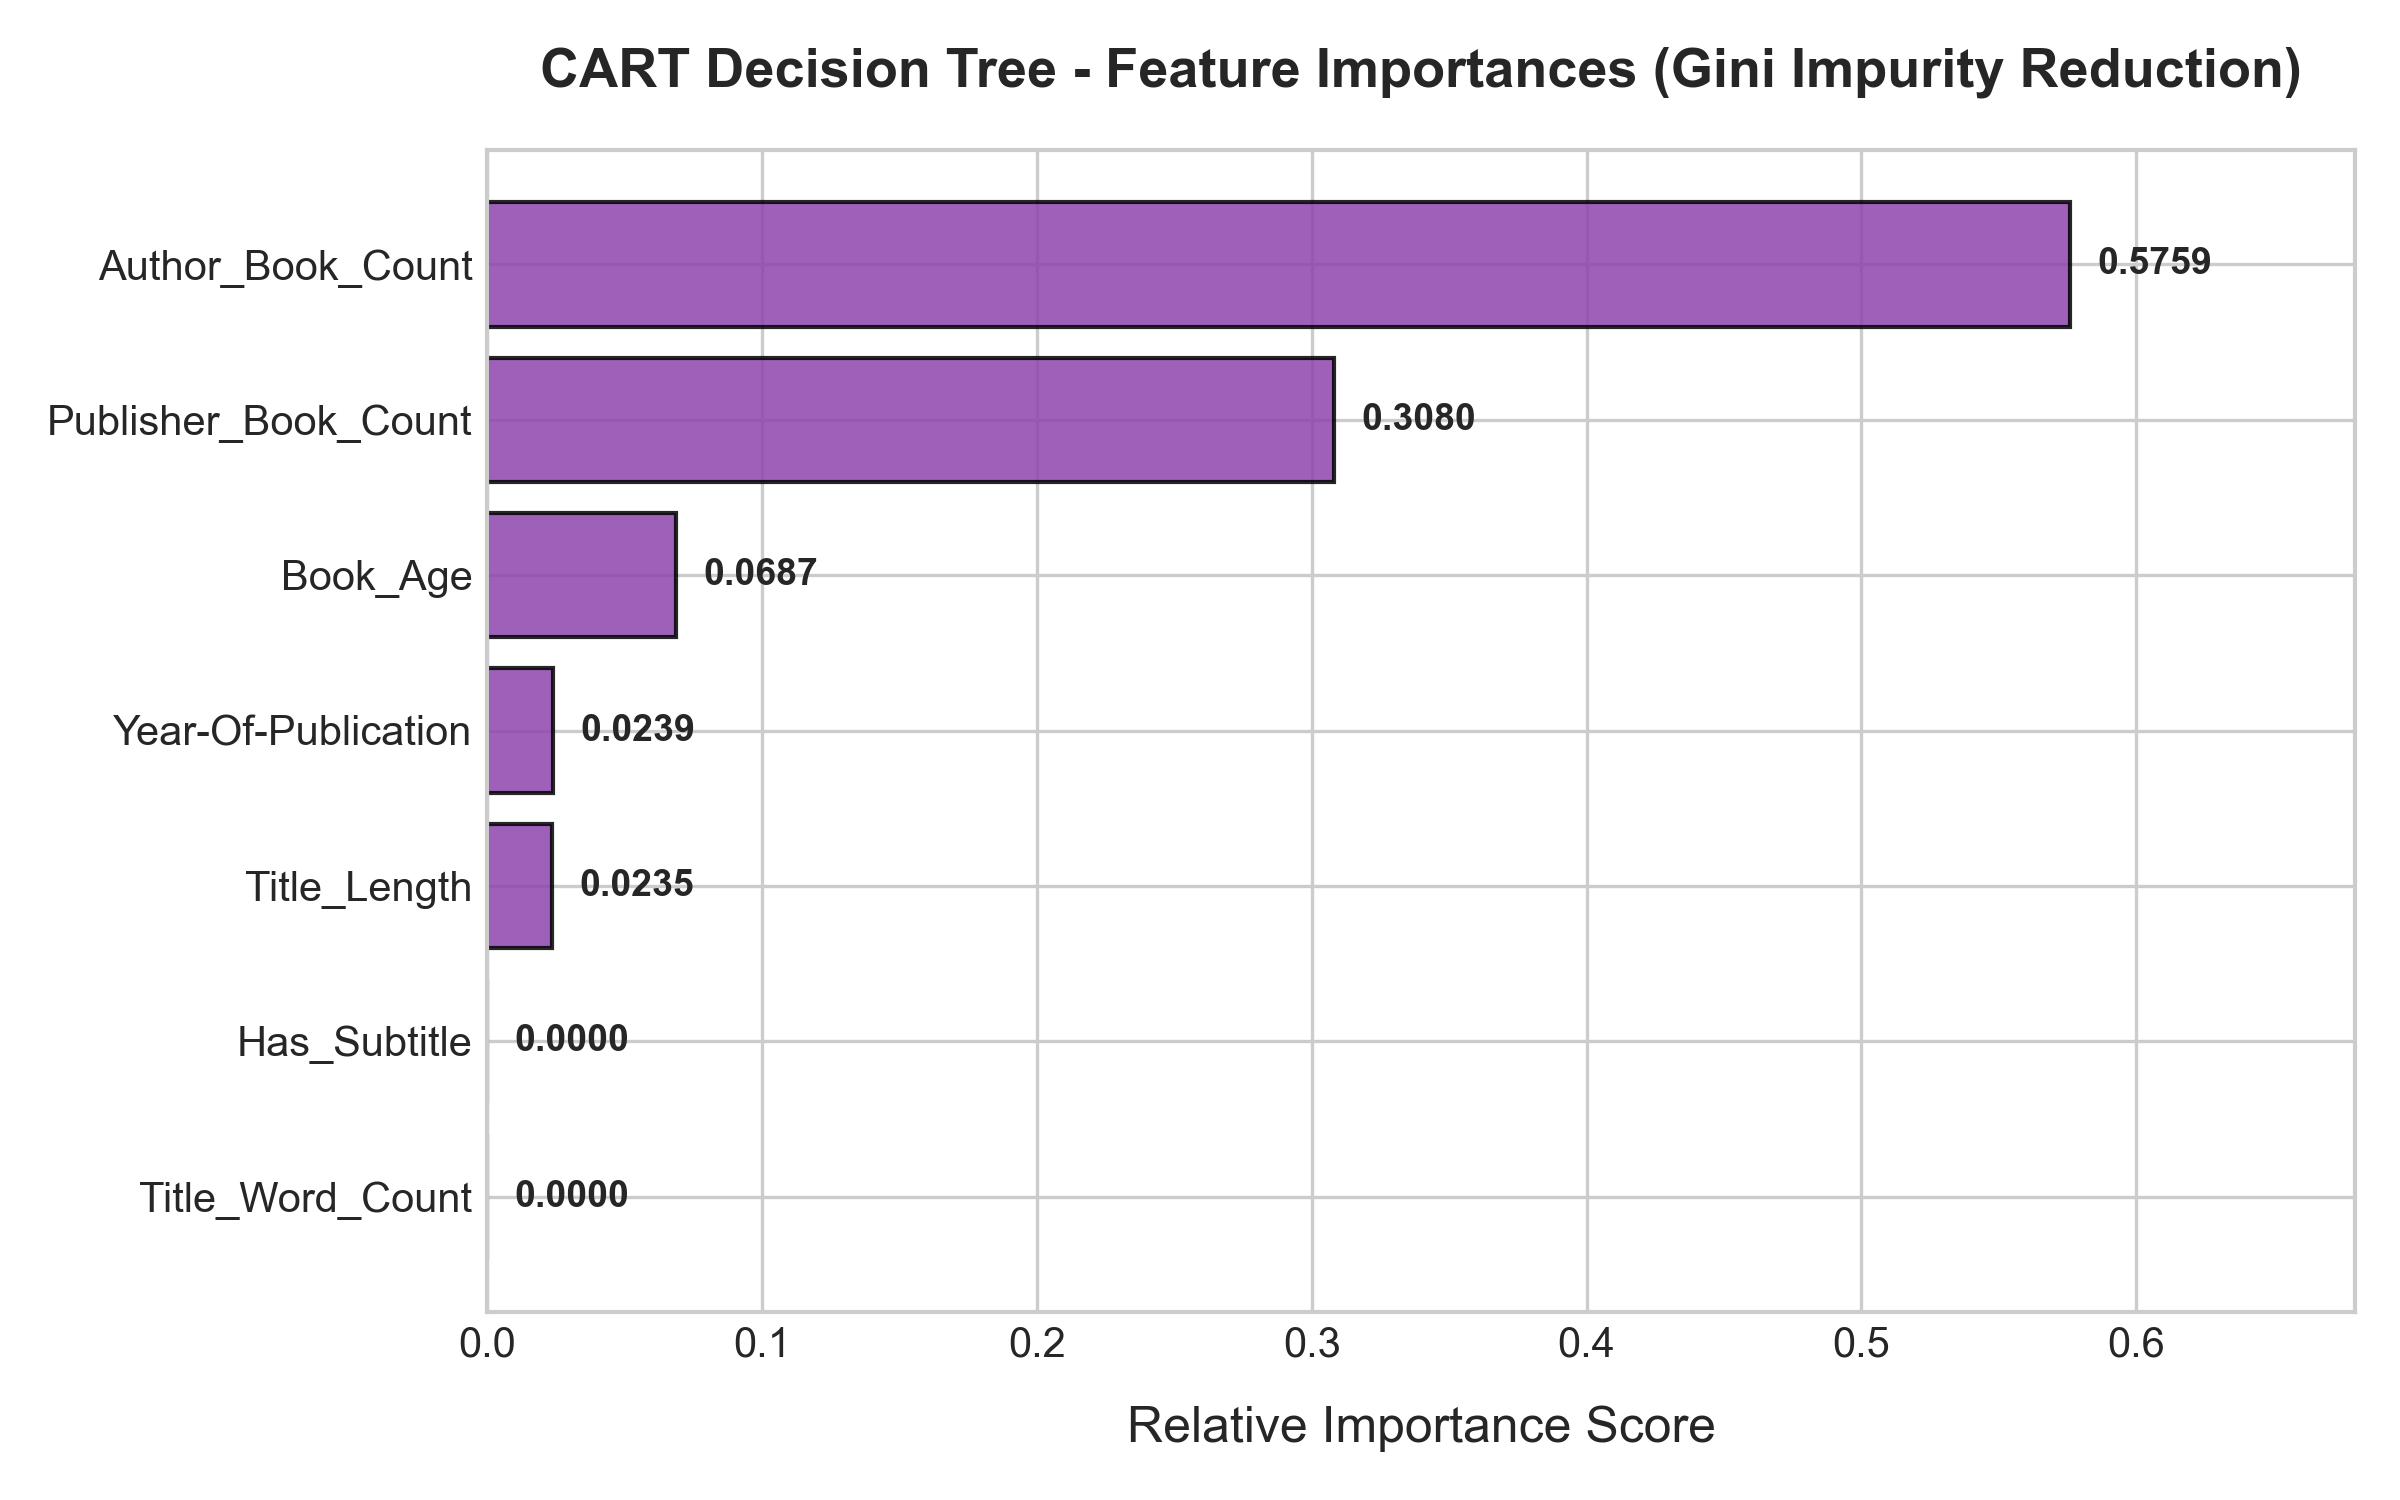 CART Decision Tree - Feature Importances (Gini Impurity Reduction)
Author_Book_Count
0.5759
Publisher_Book_Count
0.3080
Book_Age
0.0687
Year-Of-Publication
0.0239
Title_Length
0.0235
Has_Subtitle
0.0000
Title_Word_Count
0.0000
0.0 0.1 0.2 0.3 0.4 0.5 0.6
Relative Importance Score